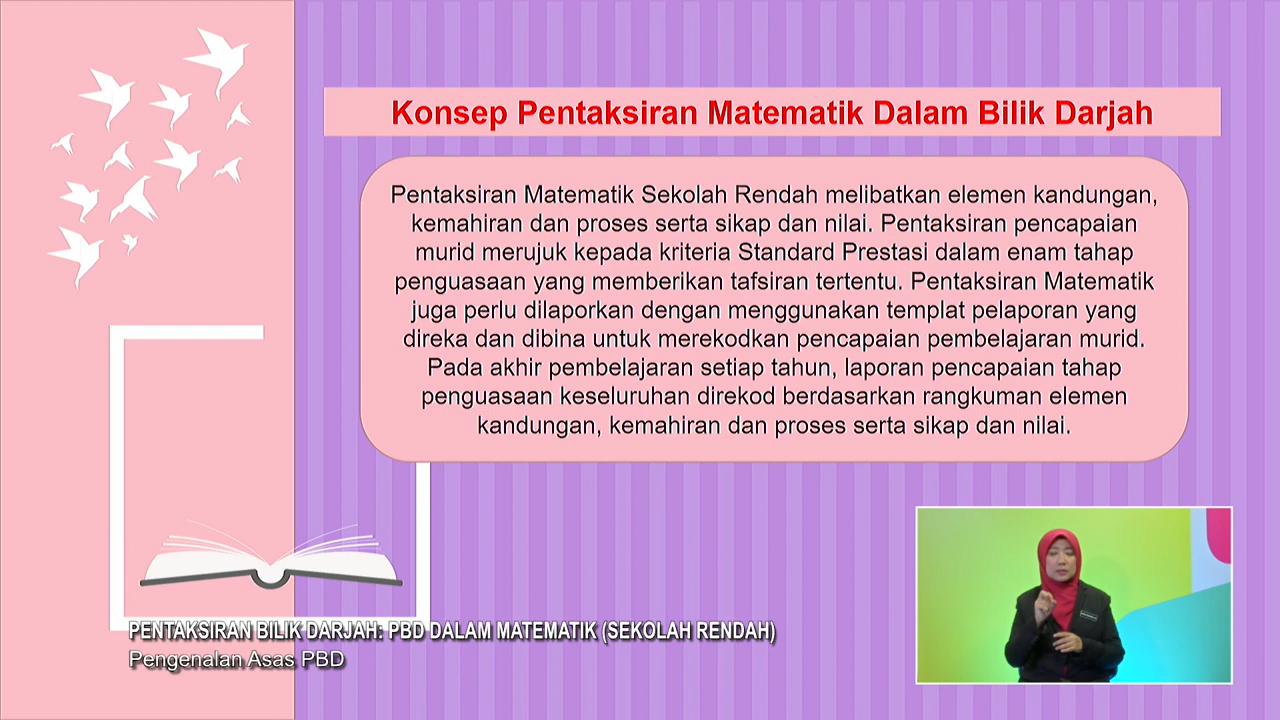 Konsep Pentaksiran Matematik Dalam Bilik Darjah
Pentaksiran Matematik Sekolah Rendah melibatkan elemen kandungan,
kemahiran dan proses serta sikap dan nilai. Pentaksiran pencapaian
murid merujuk kepada kriteria Standard Prestasi dalam enam tahap
penguasaan yang memberikan tafsiran tertentu. Pentaksiran Matematik
juga perlu dilaporkan dengan menggunakan templat pelaporan yang
direka dan dibina untuk merekodkan pencapaian pembelajaran murid.
Pada akhir pembelajaran setiap tahun, laporan pencapaian tahap
penguasaan keseluruhan direkod berdasarkan rangkuman elemen
kandungan, kemahiran dan proses serta sikap dan nilai.
PENTAKSIRAN BILIK DARJAH: PBD DALAM MATEMATIK (SEKOLAH RENDAH)
Pengenalan Asas PBD